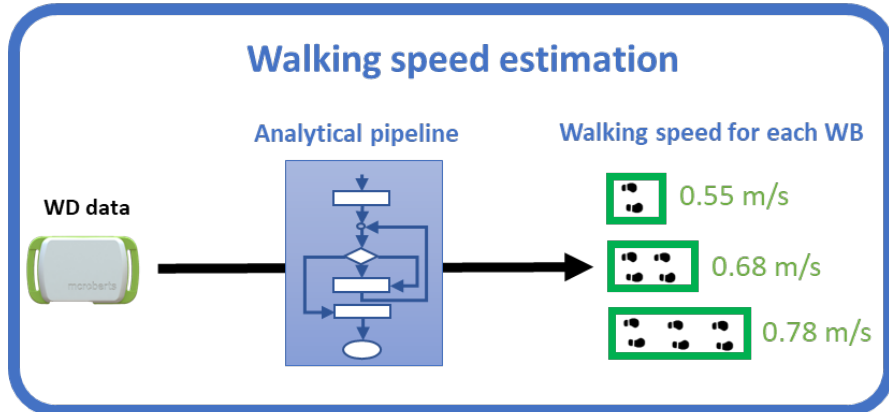 Walking speed estimation
Analytical pipeline
Walking speed for each WB
WD data
mcroberts
0.55 m/s
0.68 m/s
0.78 m/s